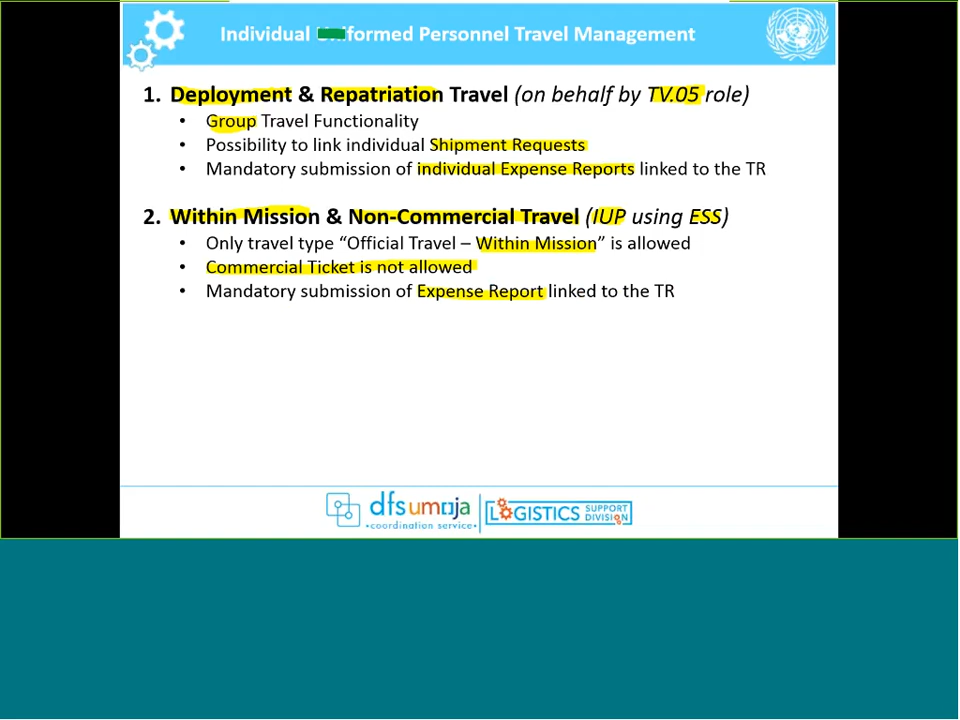 Individual Uniformed Personnel Travel Management
1. Deployment & Repatriation Travel (on behalf by TV.05 role)
• Group Travel Functionality
• Possibility to link individual Shipment Requests
• Mandatory submission of individual Expense Reports linked to the TR
2. Within Mission & Non-Commercial Travel (IUP using ESS)
• Only travel type “Official Travel – Within Mission” is allowed
• Commercial Ticket is not allowed
• Mandatory submission of Expense Report linked to the TR
dfs umoja
•coordination service•
LOGISTICS SUPPORT DIVISION